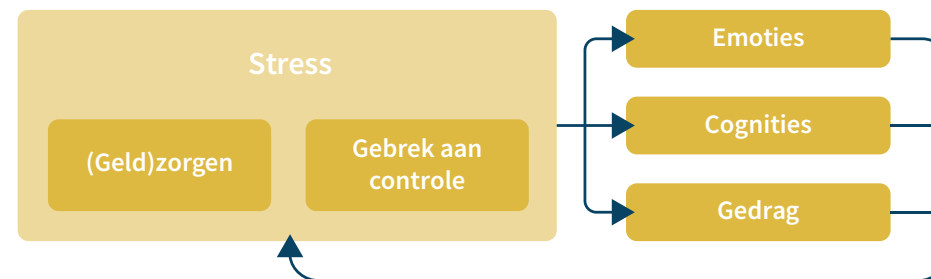 Stress
(Geld)zorgen
Gebrek aan
controle
Emoties
Cognities
Gedrag